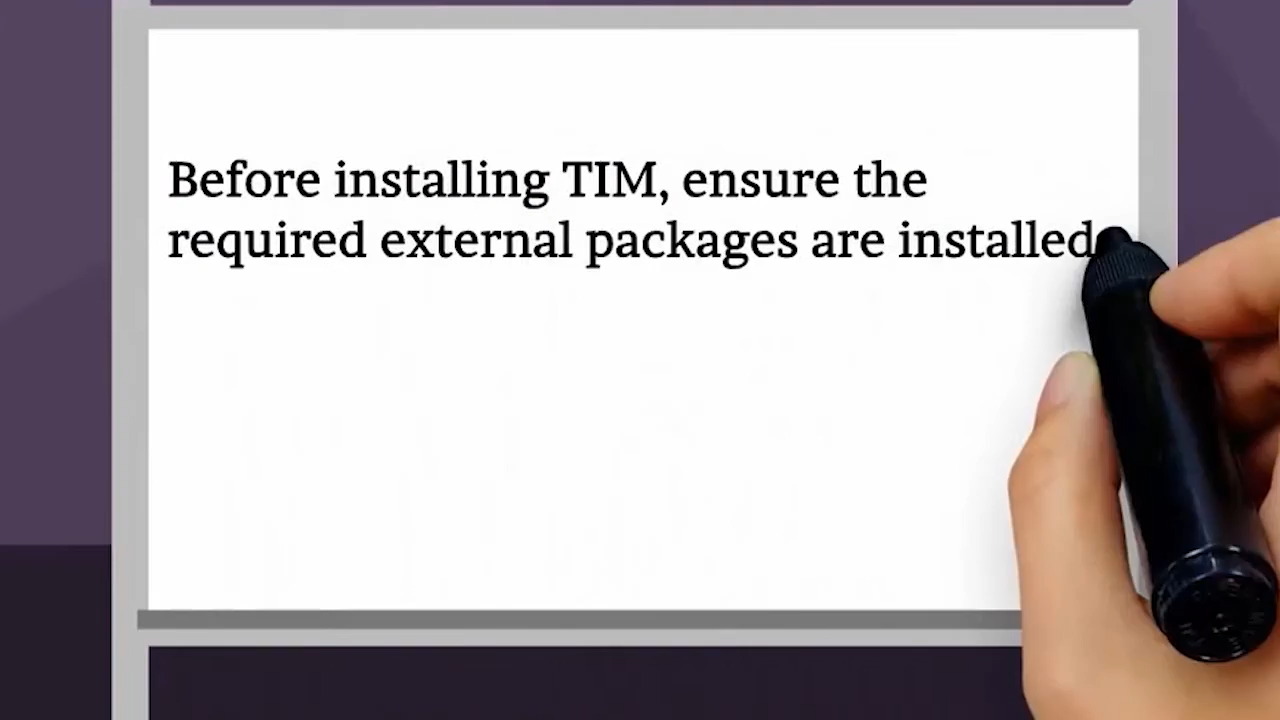 Before installing TIM, ensure the
required external packages are installed